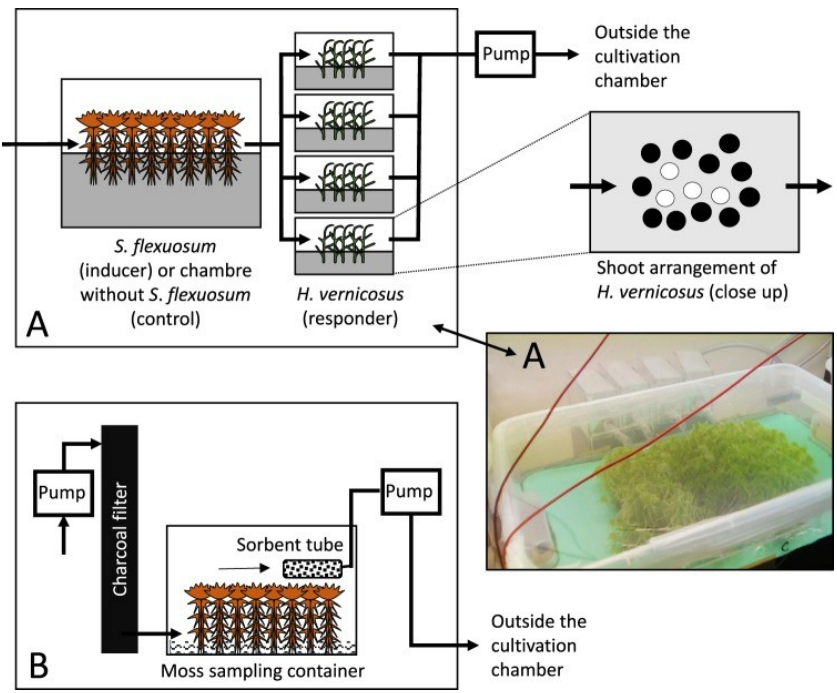 Pump
Outside the
cultivation
chamber
S. flexuosum
(inducer) or chambre
without S. flexuosum
(control)
H. vernicosus
(responder)
Shoot arrangement of
H. vernicosus (close up)
A
A
Pump
Charcoal filter
Sorbent tube
Pump
Moss sampling container
Outside the
cultivation
chamber
B
C